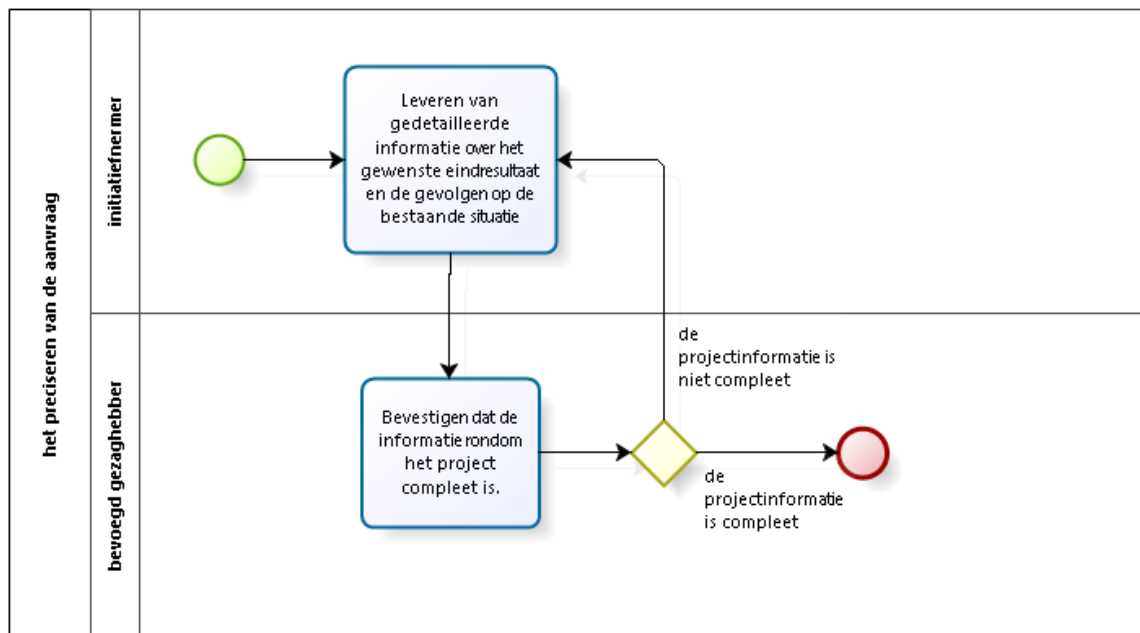 het preciseren van de aanvraag
initiatiefnermer
Leveren van
gedetailleerde
informatie over het
gewenste eindresultaat
en de gevolgen op de
bestaande situatie
bevoegd gezaghebber
Bevestigen dat de
informatie rondom
het project
compleet is.
de
projectinformatie is
niet compleet
de
projectinformatie
is compleet